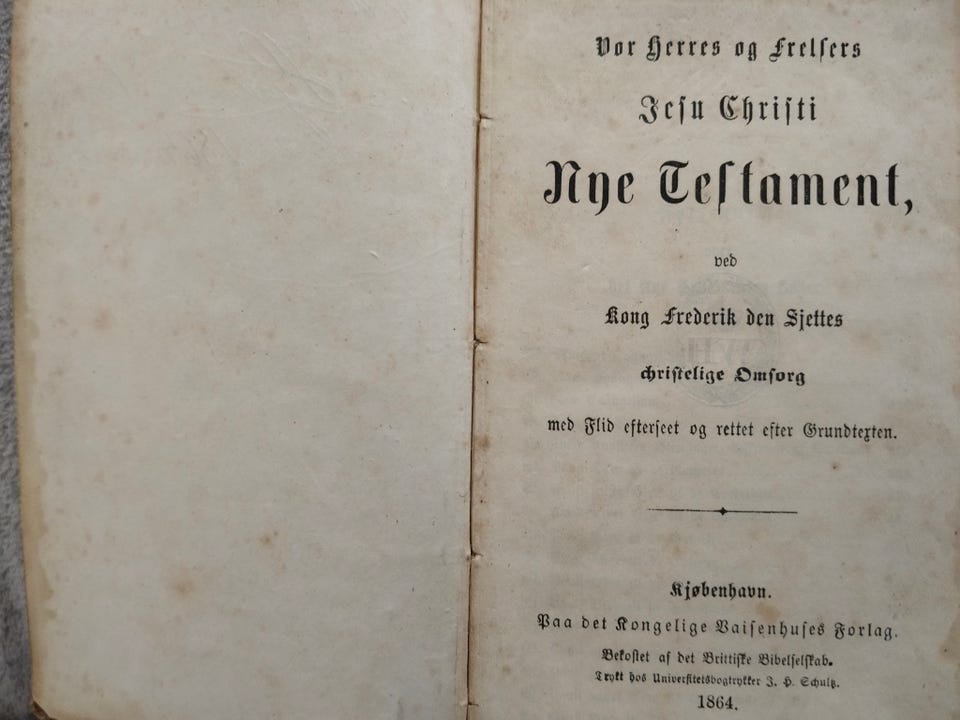 Vor Herres og Frelsers
Jesu Christi
Nye Testament,
ved
Kong Frederik den Sjettes
christelige Omsorg
med Flid efterseet og rettet efter Grundtexten.
Kjøbenhavn.
Paa det Kongelige Vaisenhuses Forlag.
Bekostet af det Brittiske Bibelselskab.
Trykt hos Universitetsbogtrykker J. H. Schultz.
1864.